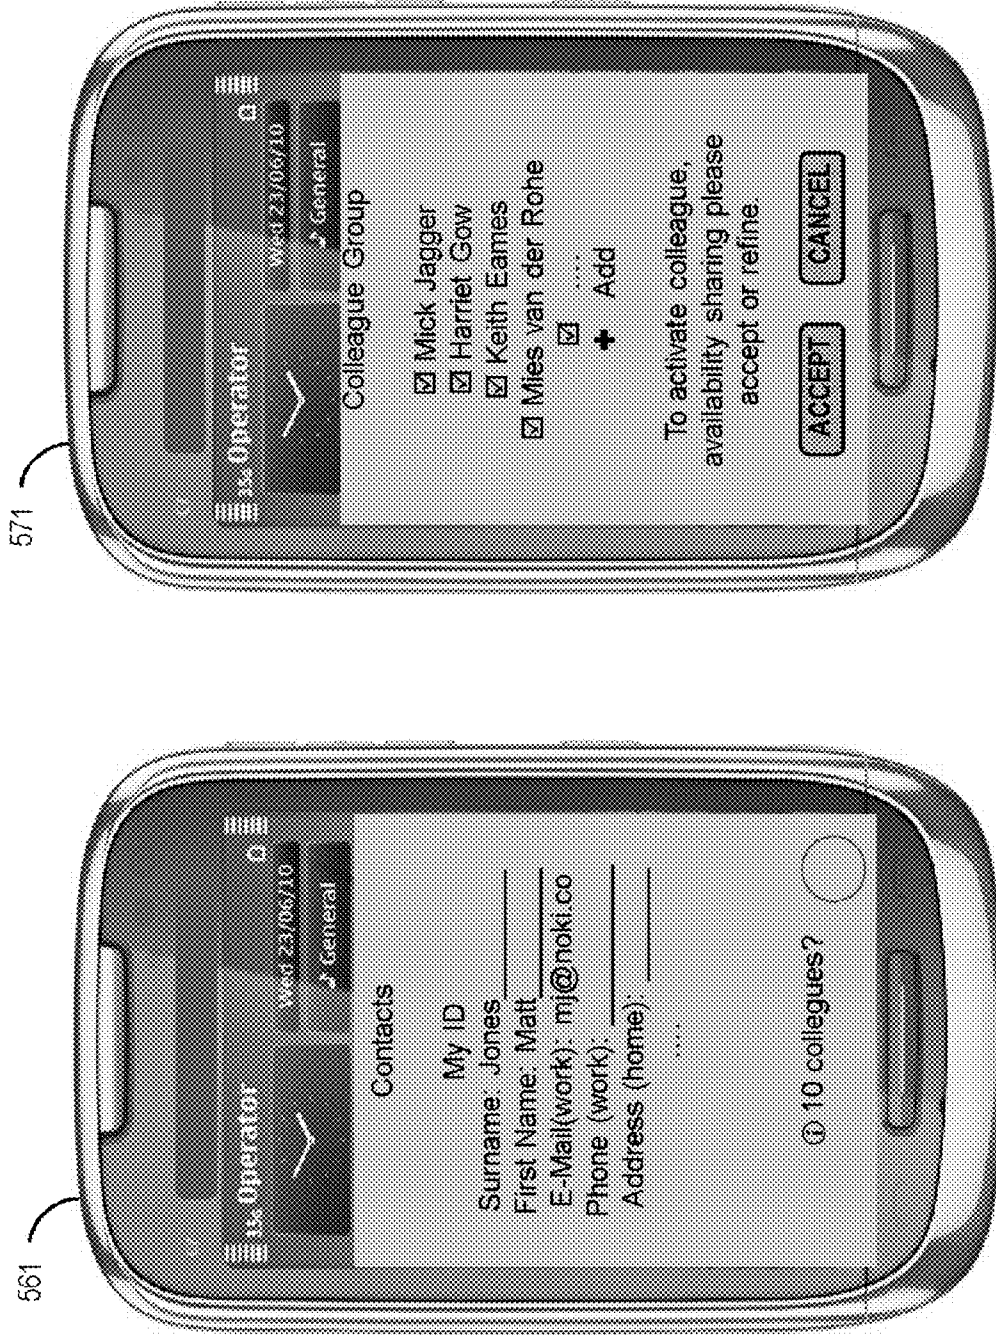 561
3.5G Operator
Wed 23/06/10
General
Contacts
My ID
Surname: Jones
First Name: Matt
E-Mail(work): mj@noki.co
Phone (work):
Address (home):
.....
ⓘ 10 collegues?
571
3.5G Operator
Wed 23/06/10
General
Colleague Group
☑ Mick Jagger
☑ Harriet Gow
☑ Keith Eames
☑ Mies van der Rohe
☑ ....
✚ Add
To activate colleague,
availability sharing please
accept or refine.
ACCEPT CANCEL